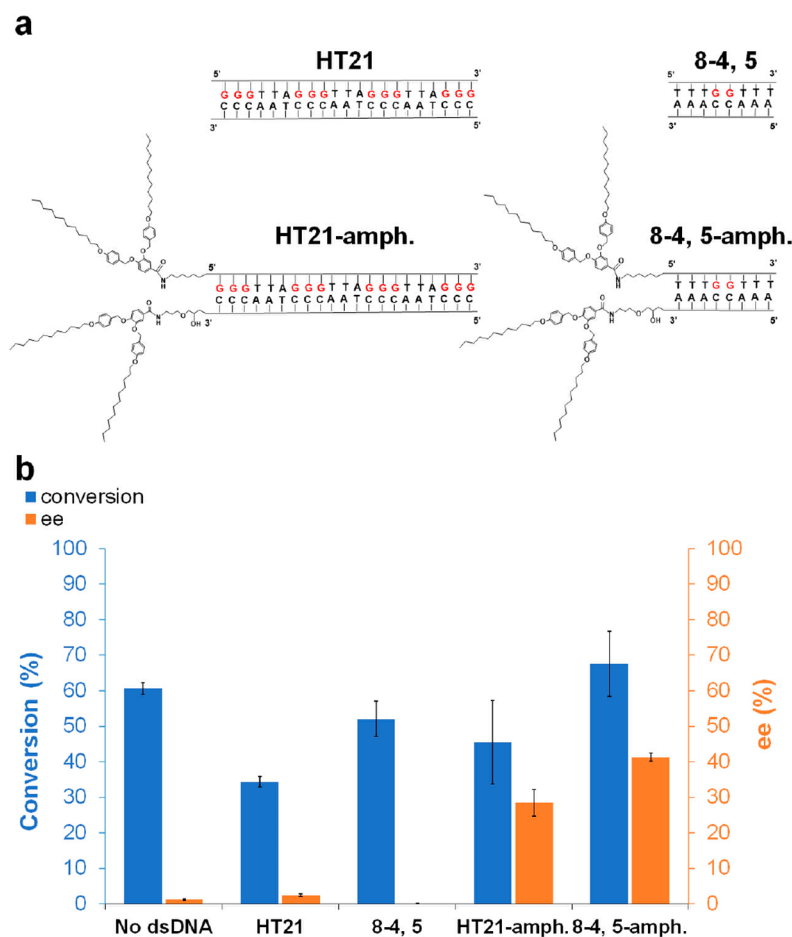 a
HT21
8-4, 5
5' 3'
5' 3'
GGGTTAGGGTTAGGGTTAGGG
CCCAATCCCAATCCCAATCCC
TTTGGTTT
AAACCAAA
3' 5'
3' 5'
HT21-amph.
8-4, 5-amph.
5' 3'
5' 3'
GGGTTAGGGTTAGGGTTAGGG
CCCAATCCCAATCCCAATCCC
TTTGGTTT
AAACCAAA
3' 5'
3' 5'
O
O
O
O
O
N
H
O
O
O
O
O
N
H
O
OH
O
O
O
O
O
N
H
O
O
O
O
O
N
H
O
OH
b
conversion
ee
Conversion (%)
100
90
80
70
60
50
40
30
20
10
0
100
90
80
70
60
50
40
30
20
10
0
ee (%)
No dsDNA HT21 8-4, 5 HT21-amph. 8-4, 5-amph.